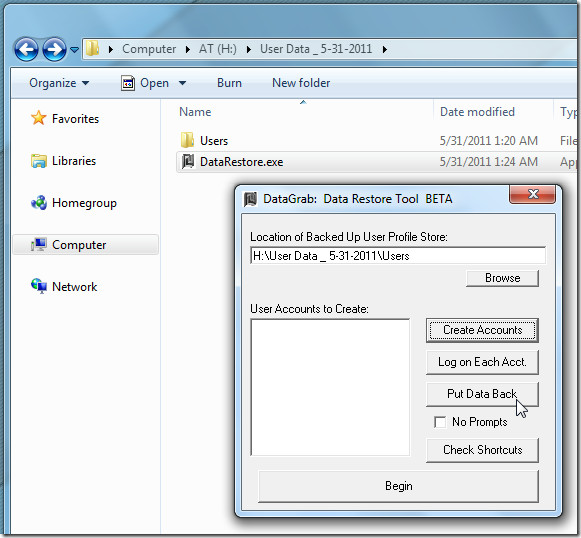 Computer AT (H:) User Data _ 5-31-2011
Organize Open Burn New folder
Favorites
Libraries
Homegroup
Computer
Network
Name Date modified Typ
Users 5/31/2011 1:20 AM File
DataRestore.exe 5/31/2011 1:24 AM App
DataGrab: Data Restore Tool BETA
Location of Backed Up User Profile Store:
H:\User Data _ 5-31-2011\Users
Browse
User Accounts to Create:
Create Accounts
Log on Each Acct.
Put Data Back
No Prompts
Check Shortcuts
Begin